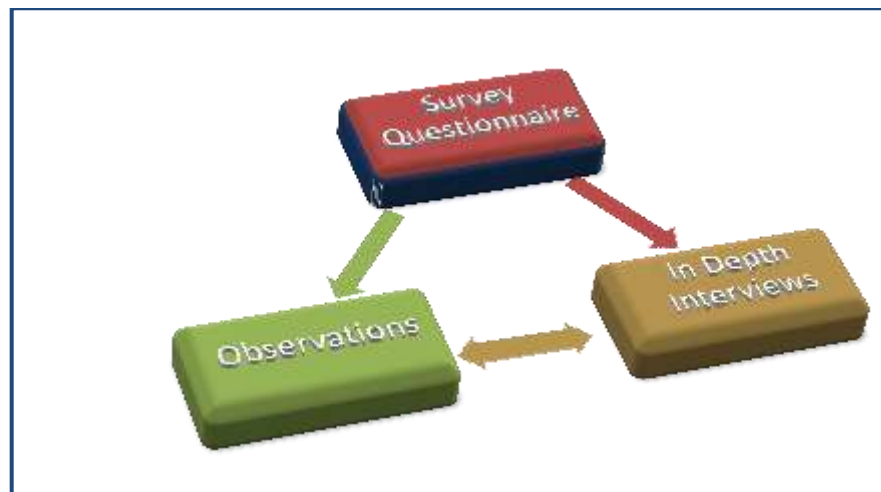 Survey
Questionnaire
In Depth
Interviews
Observations